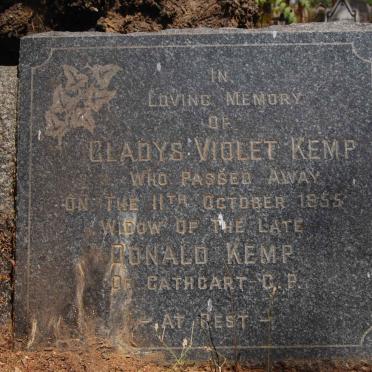 IN
LOVING MEMORY
OF
GLADYS VIOLET KEMP
WHO PASSED AWAY
ON THE 11TH OCTOBER 1955
WIDOW OF THE LATE
DONALD KEMP
OF CATHCART C.P.
– AT REST –